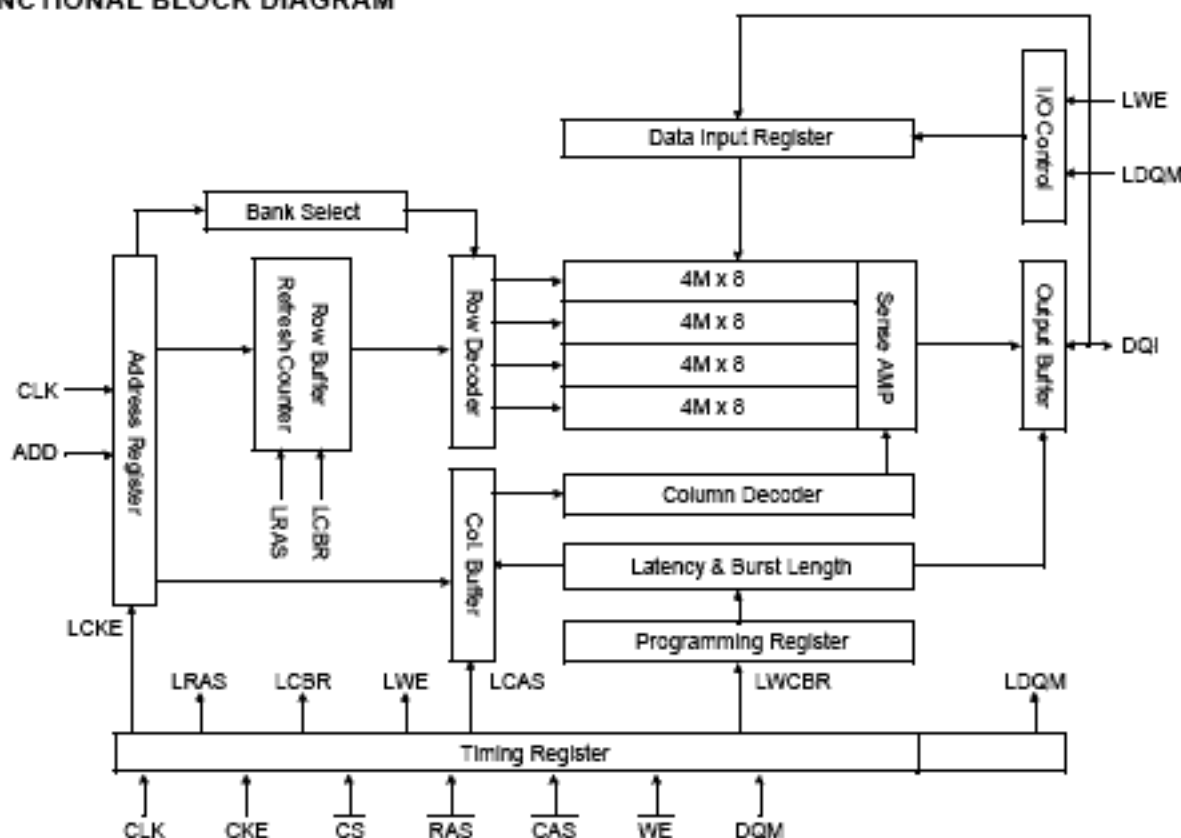 NCTIONAL BLOCK DIAGRAM
LWE
I/O Control
Data Input Register
LDQM
Bank Select
4M x 8
4M x 8
4M x 8
4M x 8
Sense AMP
Output Buffer
DQI
Row Decoder
Row Buffer
Refresh Counter
Address Register
CLK
ADD
LRAS
LCBR
Column Decoder
Col. Buffer
Latency & Burst Length
Programming Register
LCKE
LRAS
LCBR
LWE
LCAS
LWCBR
LDQM
Timing Register
CLK
CKE
CS
RAS
CAS
WE
DQM